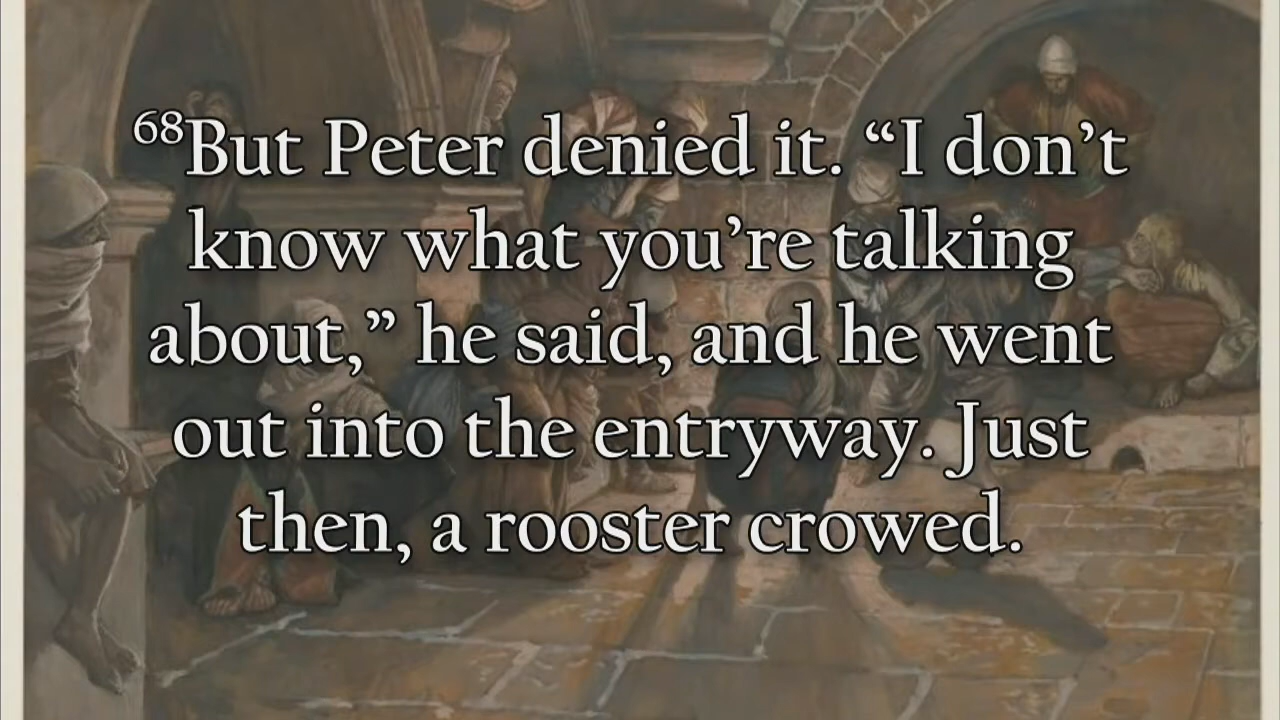 68But Peter denied it. “I don’t
know what you’re talking
about,” he said, and he went
out into the entryway. Just
then, a rooster crowed.